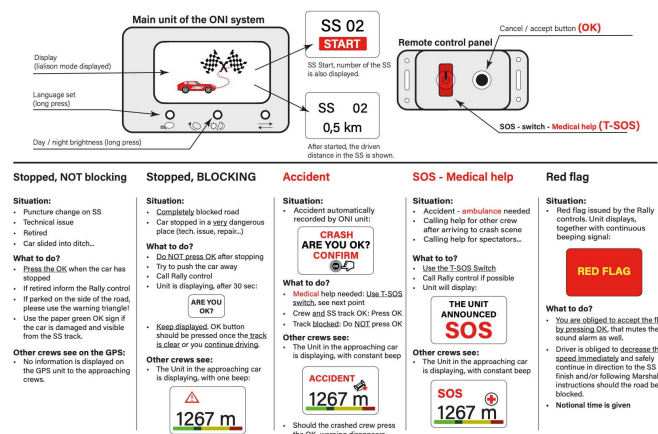 Main unit of the ONI system
Display
(liaison mode displayed)
Language set
(long press)
Day / night brightness (long press)
SS 02
START
SS Start, number of the SS
is also displayed.
SS 02
0,5 km
After started, the driven
distance in the SS is shown.
Remote control panel
Cancel / accept button (OK)
SOS - switch - Medical help (T-SOS)
Stopped, NOT blocking
Situation:
• Puncture change on SS
• Technical issue
• Retired
• Car slided into ditch...
What to do?
• Press the OK when the car has
stopped
• If retired inform the Rally control
• If parked on the side of the road,
please use the warning triangle!
• Use the paper green OK sign if
the car is damaged and visible
from the SS track.
Other crews see on the GPS:
• No information is displayed on
the GPS unit to the approaching
crews.
Stopped, BLOCKING
Situation:
• Completely blocked road
• Car stopped in a very dangerous
place (tech. issue, repair...)
What to do?
• Do NOT PRESS OK after stopping
• Try to push the car away
• Call Rally control
• Unit is displaying, after 30 sec:
ARE YOU
OK?
• Keep displayed. OK button
should be pressed once the track
is clear or you continue driving.
Other crews see:
• The Unit in the approaching car
is displaying, with one beep:
1267 m
Accident
Situation:
• Accident automatically
recorded by ONI unit:
CRASH
ARE YOU OK?
CONFIRM
What to do?
• Medical help needed: Use T-SOS
switch, see next point
• Crew and SS track OK: Press OK
• Track blocked: Do NOT press OK
Other crews see:
• The Unit in the approaching car
is displaying, with constant beep
ACCIDENT
1267 m
• Should the crashed crew press
the OK, warning disappears
SOS - Medical help
Situation:
• Accident - ambulance needed
• Calling help for other crew
after arriving to crash scene
• Calling help for spectators...
What to to?
• Use the T-SOS Switch
• Call Rally control if possible
• Unit will display:
THE UNIT
ANNOUNCED
SOS
Other crews see:
• The Unit in the approaching car
is displaying, with constant beep
SOS
1267 m
Red flag
Situation:
• Red flag issued by the Rally
controls. Unit displays,
together with continuous
beeping signal:
RED FLAG
What to do?
• You are obliged to accept the
by pressing OK, that mutes the
sound alarm as well.
• Driver is obliged to decrease
speed Immediately and safely
continue in direction to the SS
finish and/or following Marshal
instructions should the road be
blocked.
• Notional time is given